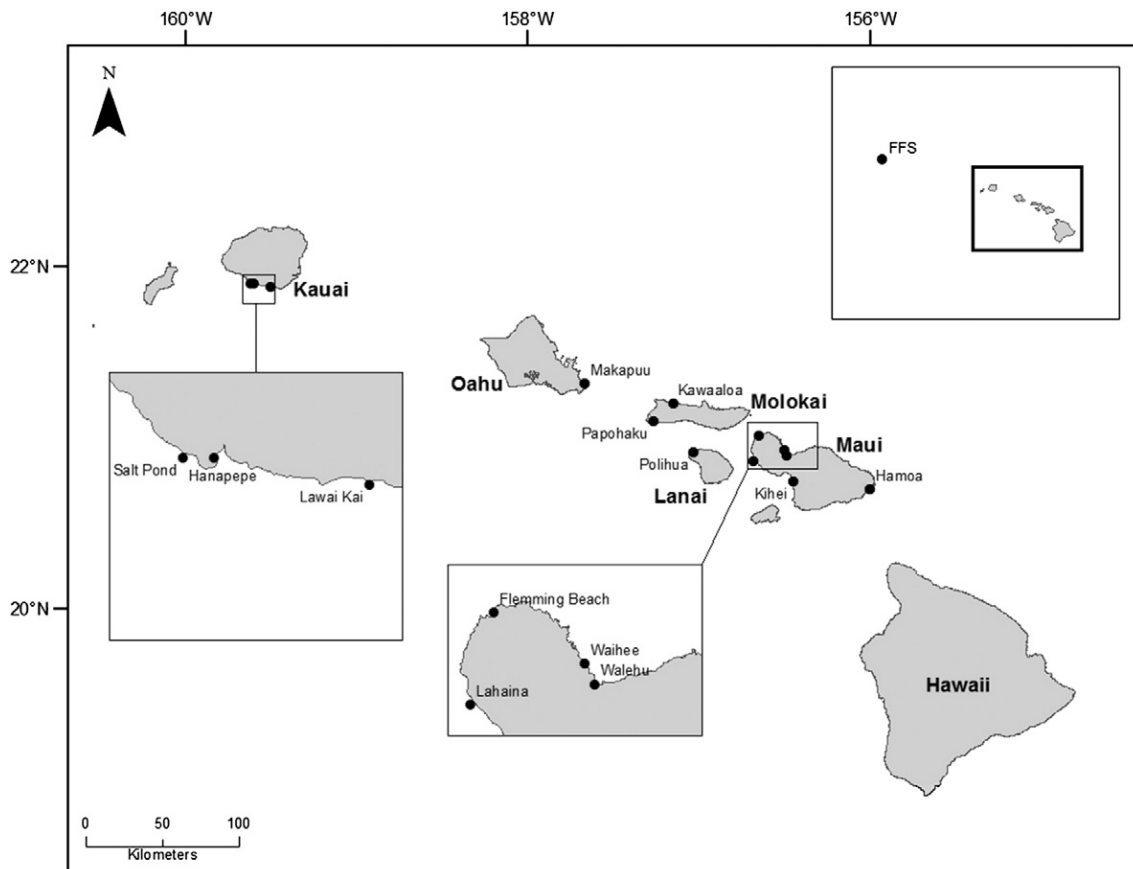 160°W
158°W
156°W
N
FFS
22°N
Kauai
Makapuu
Oahu
Kawaaloa
Molokai
Papohaku
Maui
Polihua
Hamoa
Lanai
Kihei
Salt Pond
Hanapepe
Lawai Kai
20°N
Flemming Beach
Waihee
Walehu
Lahaina
Hawaii
0 50 100
Kilometers